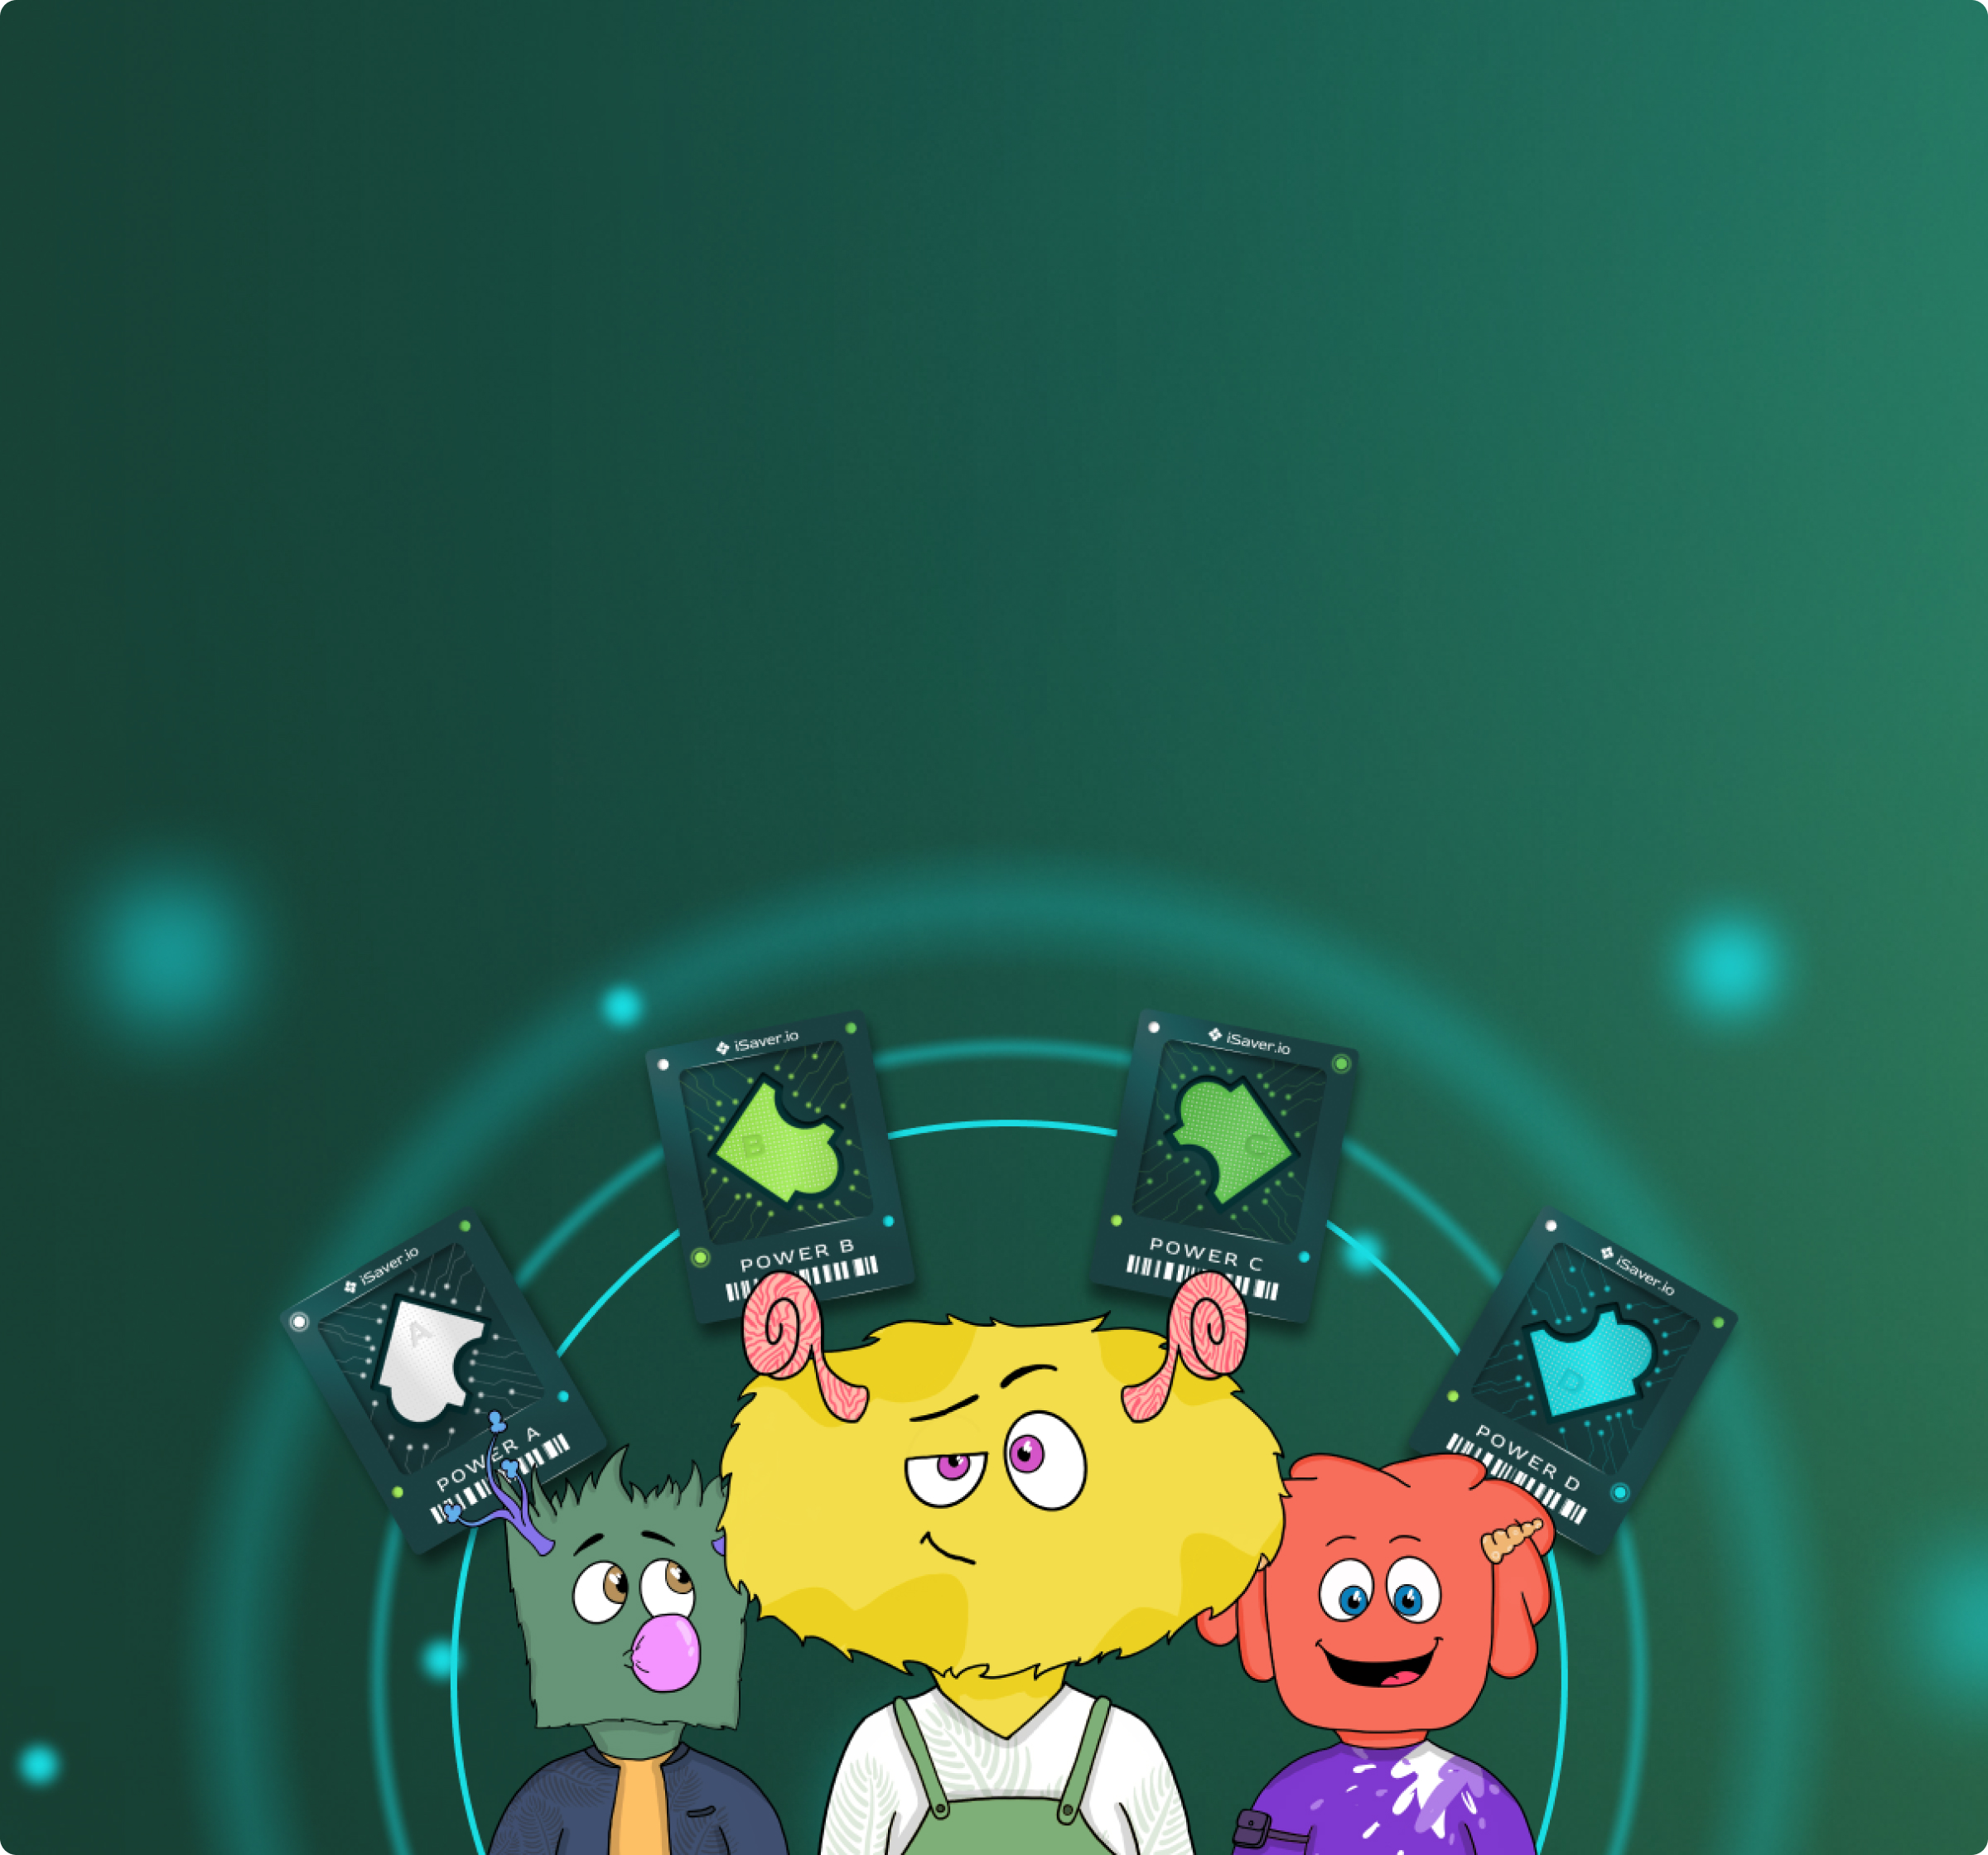 iSaver.io
A
POWER A
iSaver.io
B
POWER B
iSaver.io
C
POWER C
iSaver.io
D
POWER D